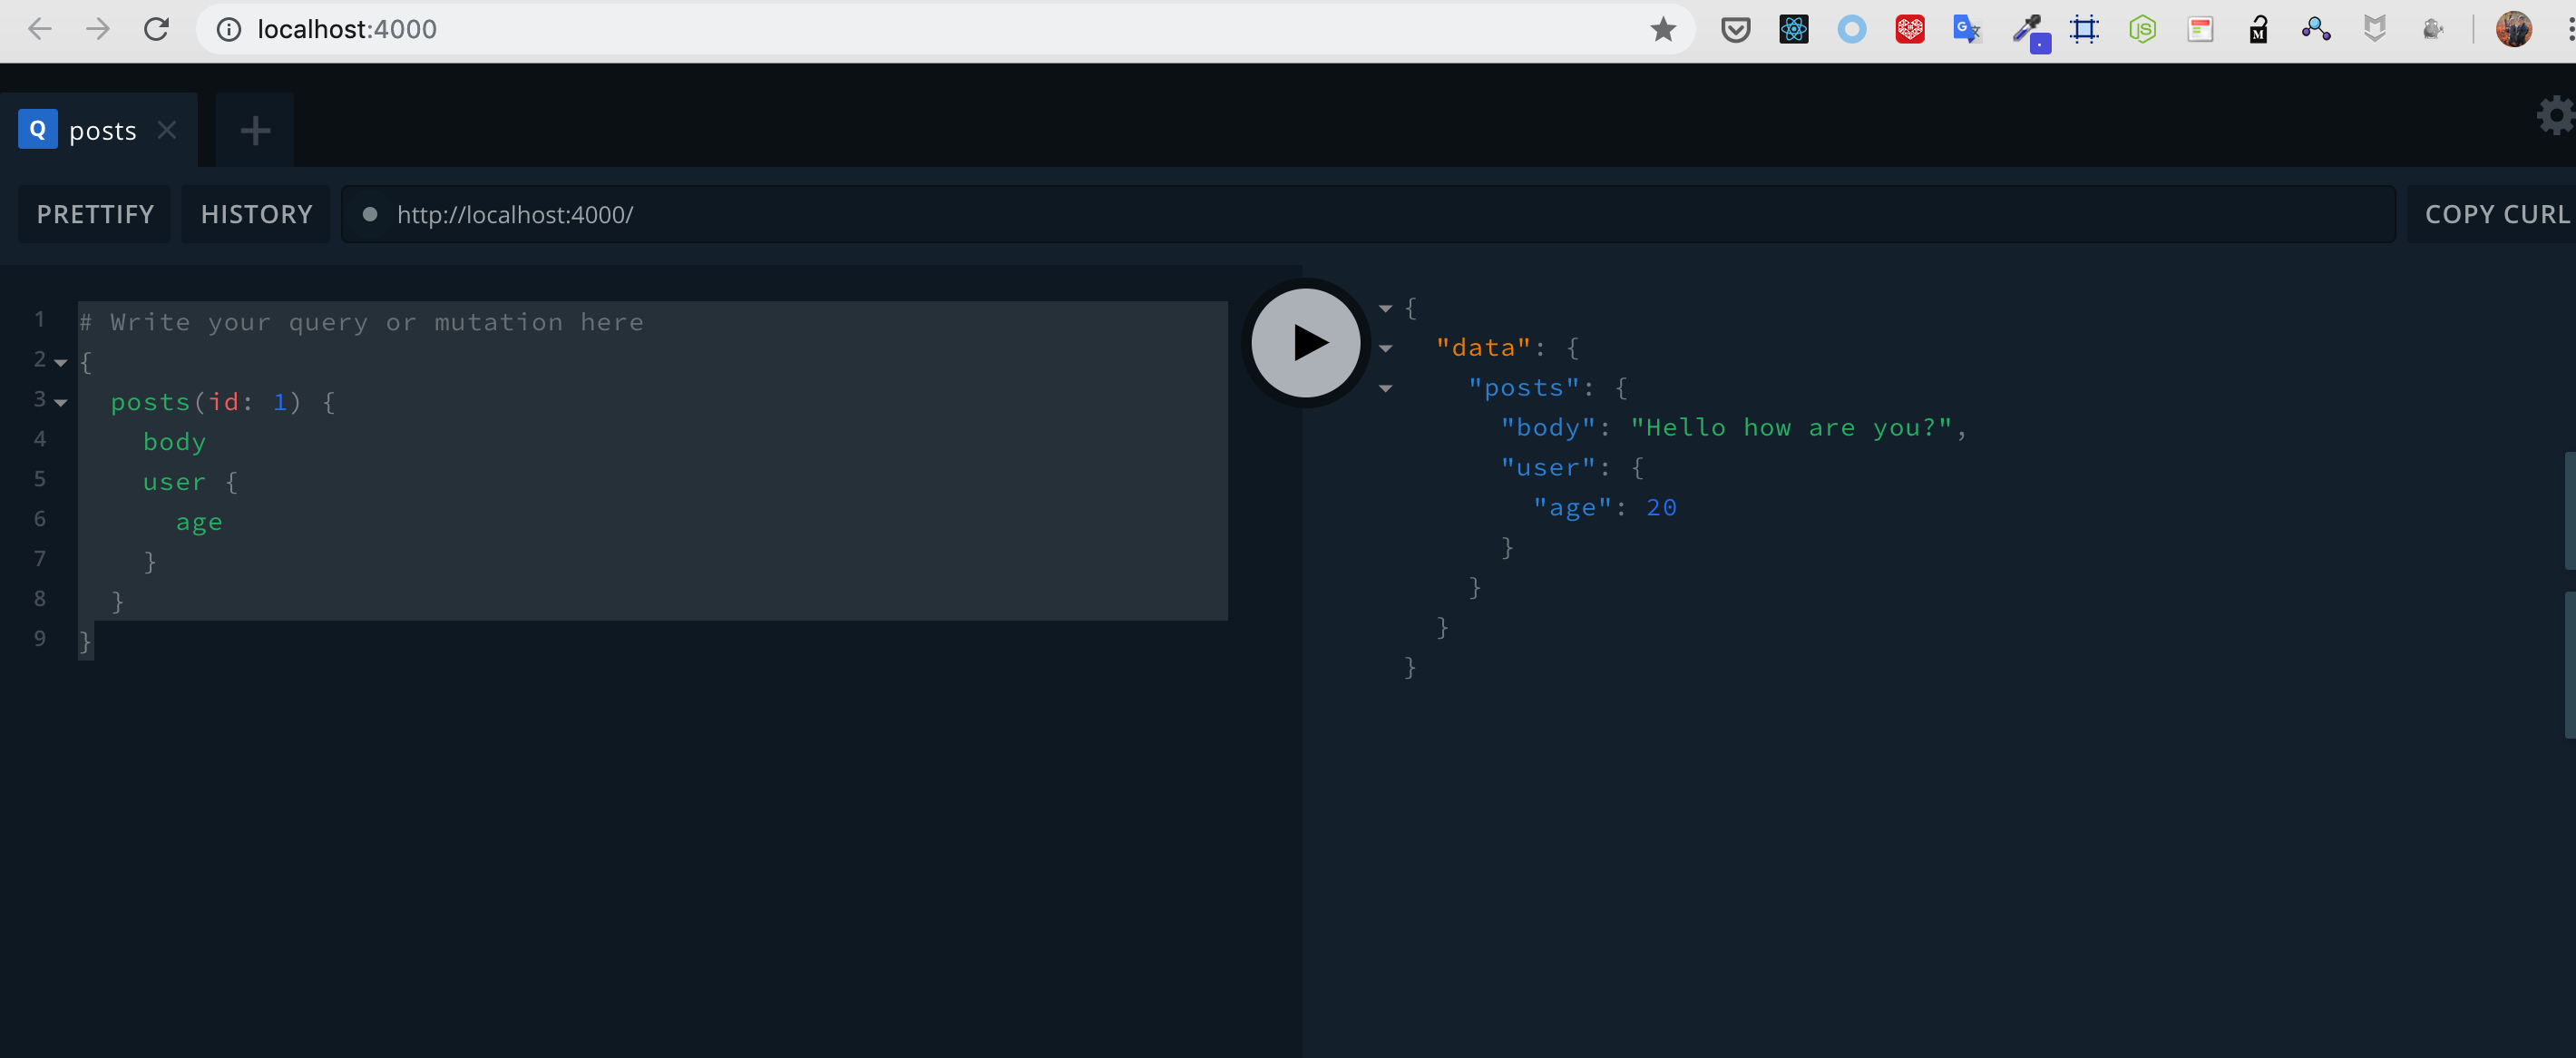 localhost:4000
Q posts
PRETTIFY HISTORY http://localhost:4000/ COPY CURL
1 # Write your query or mutation here
2 {
3 posts(id: 1) {
4 body
5 user {
6 age
7 }
8 }
9 }
{
"data": {
"posts": {
"body": "Hello how are you?",
"user": {
"age": 20
}
}
}
}